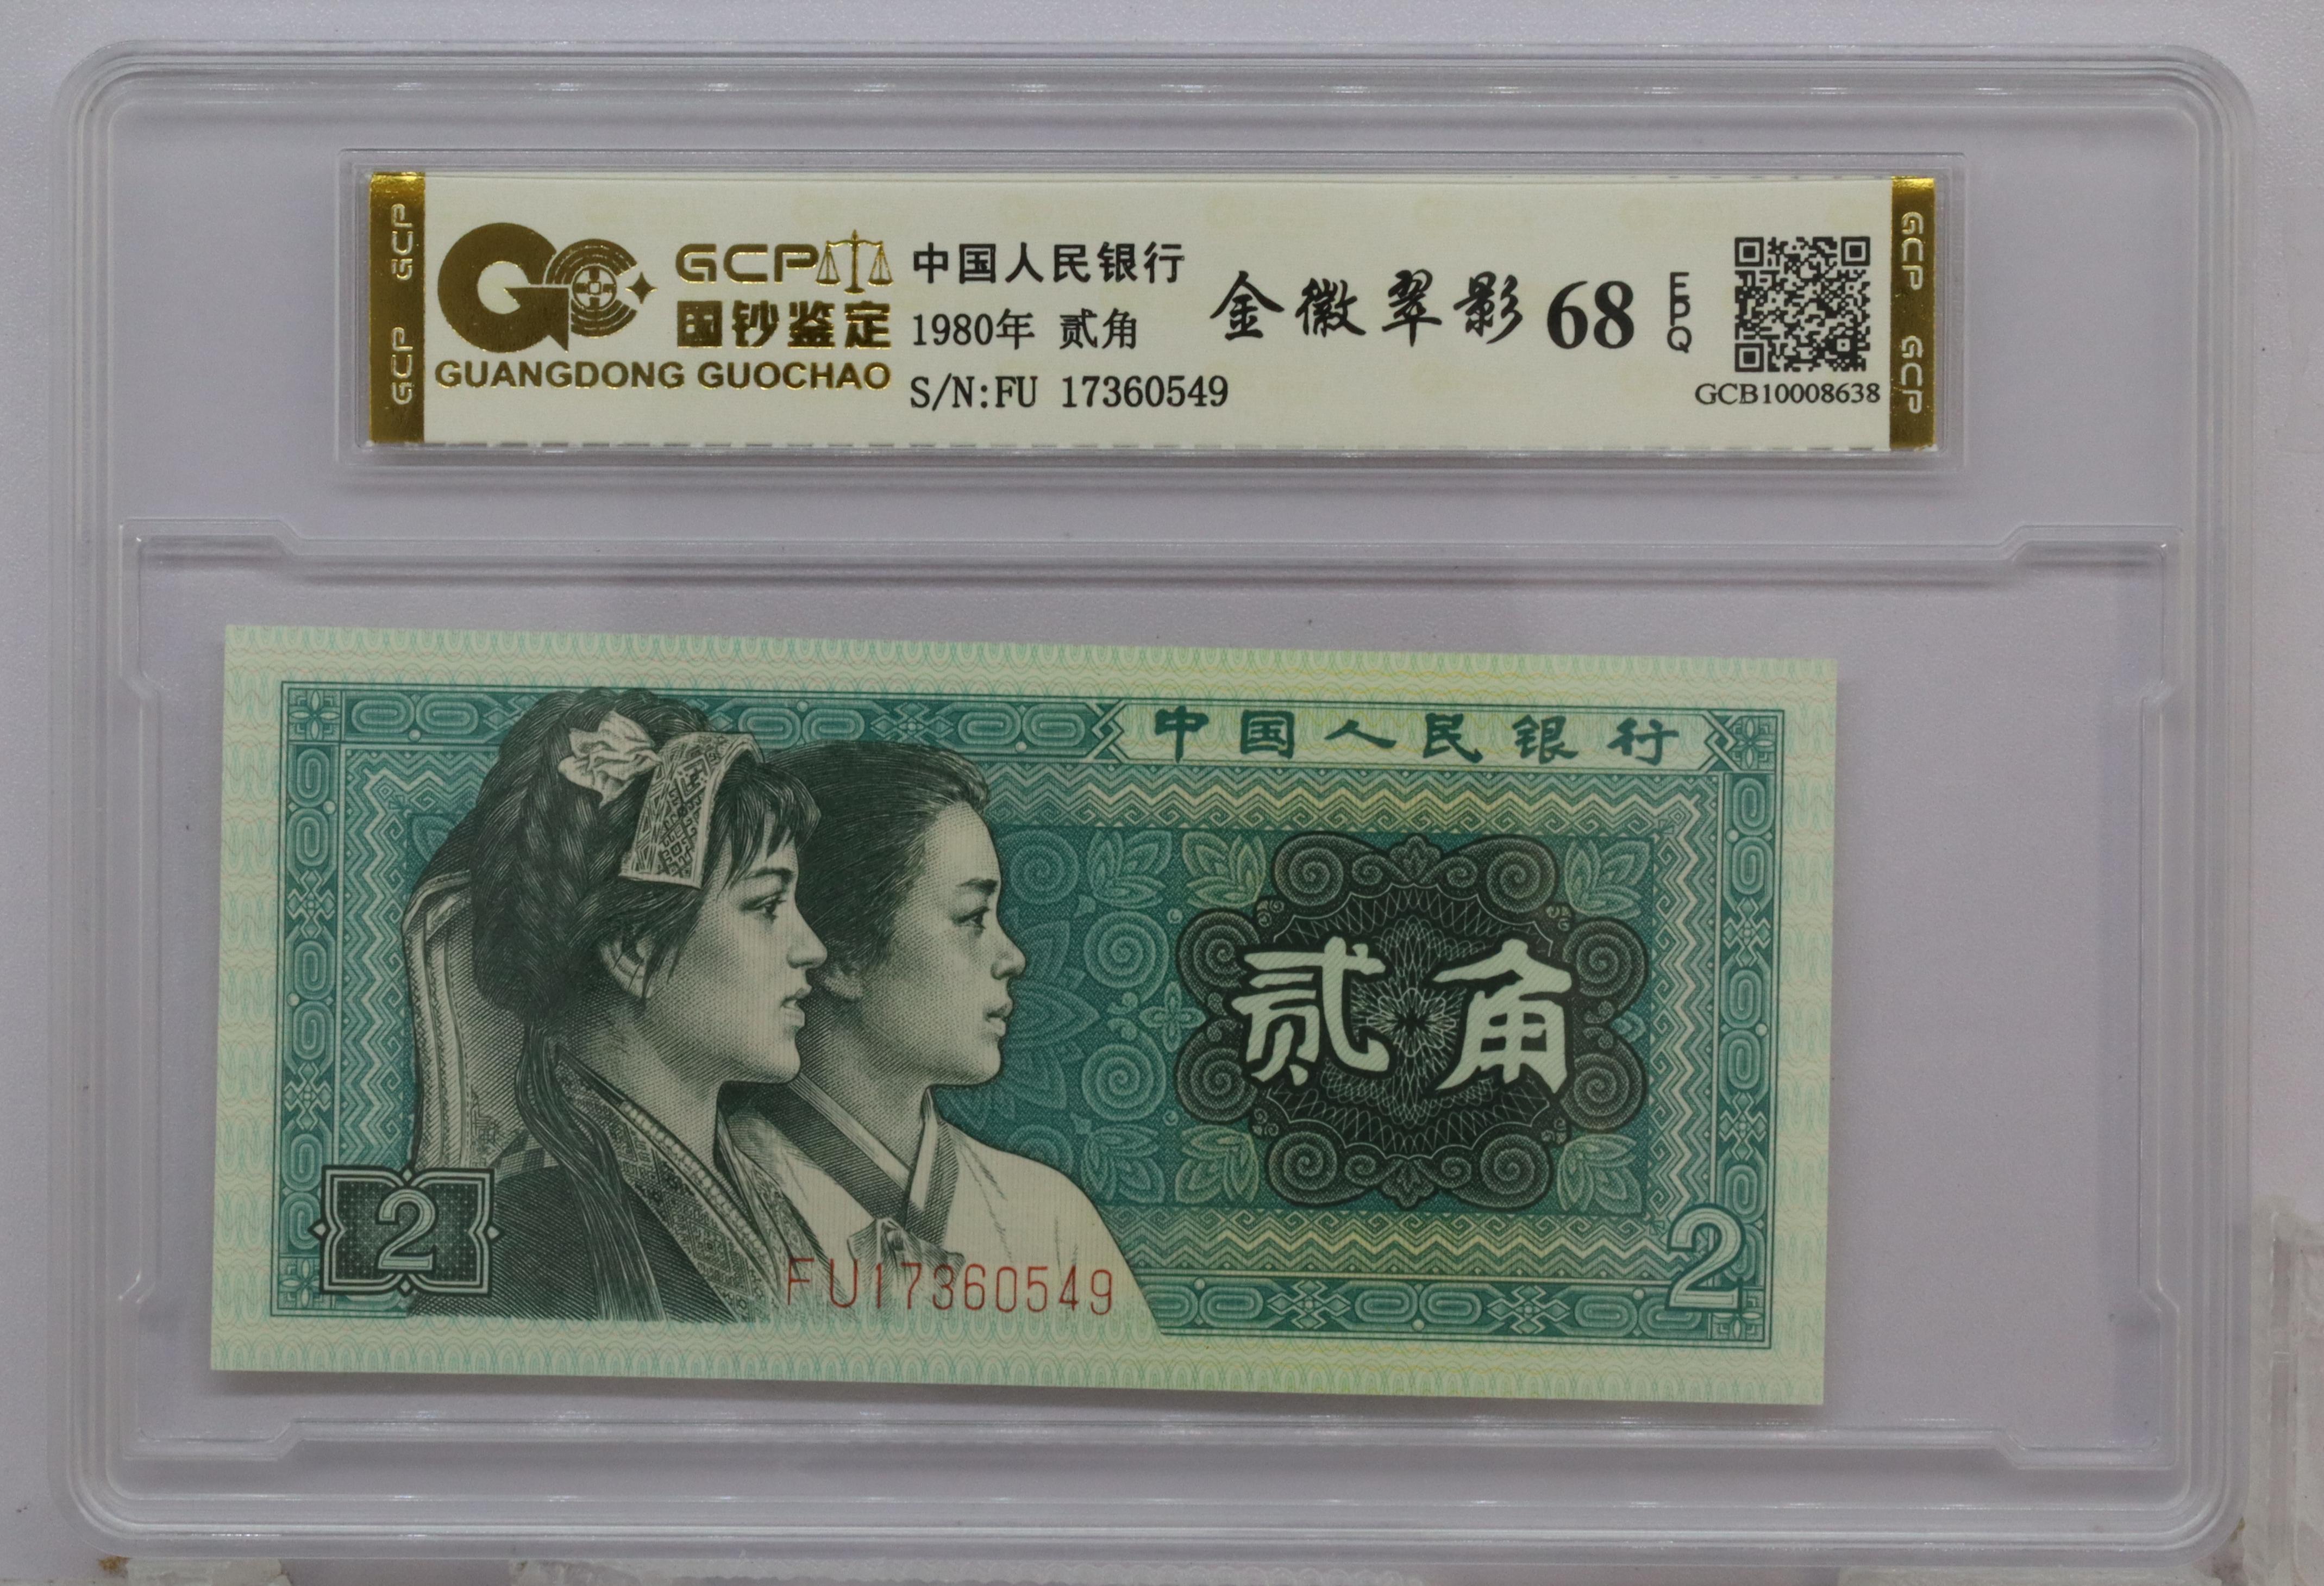 GCP GCP
GCP
国钞鉴定
GUANGDONG GUOCHAO
中国人民银行
1980年 贰角
S/N:FU 17360549
金徽翠影 68 EPQ
GCB10008638
GCP GCP
中国人民银行
贰角
2
2
FU17360549